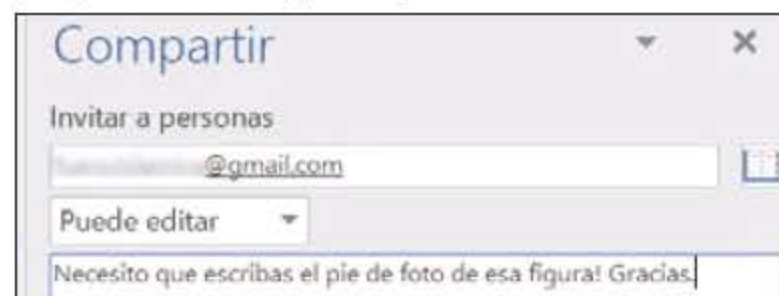 Compartir
Invitar a personas
@gmail.com
Puede editar
Necesito que escribas el pie de foto de esa figura! Gracias.